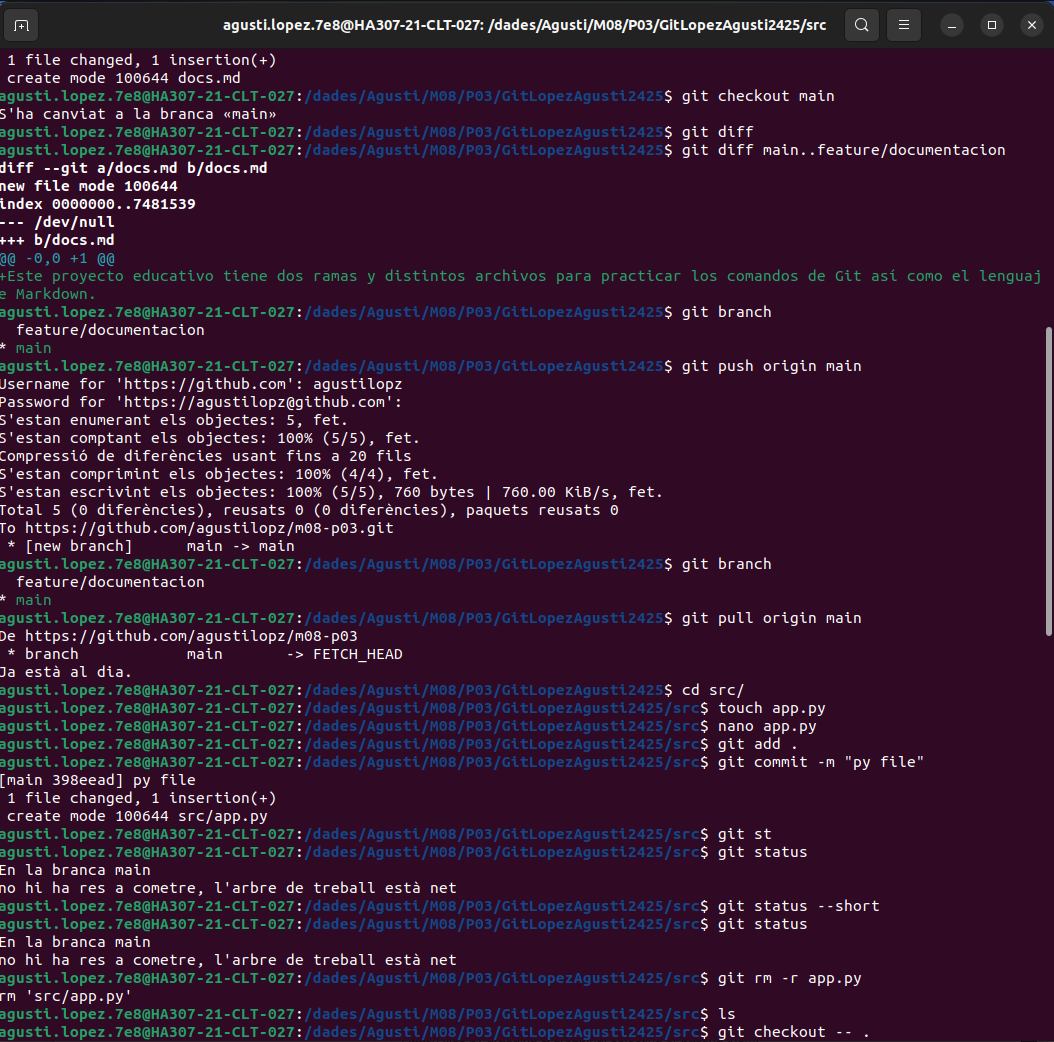 agusti.lopez.7e8@HA307-21-CLT-027: /dades/Agusti/M08/P03/GitLopezAgusti2425/src
1 file changed, 1 insertion(+)
create mode 100644 docs.md
agusti.lopez.7e8@HA307-21-CLT-027:/dades/Agusti/M08/P03/GitLopezAgusti2425$ git checkout main
S'ha canviat a la branca «main»
agusti.lopez.7e8@HA307-21-CLT-027:/dades/Agusti/M08/P03/GitLopezAgusti2425$ git diff
agusti.lopez.7e8@HA307-21-CLT-027:/dades/Agusti/M08/P03/GitLopezAgusti2425$ git diff main..feature/documentacion
diff --git a/docs.md b/docs.md
new file mode 100644
index 0000000..7481539
--- /dev/null
+++ b/docs.md
@@ -0,0 +1 @@
+Este proyecto educativo tiene dos ramas y distintos archivos para practicar los comandos de Git así como el lenguaj
e Markdown.
agusti.lopez.7e8@HA307-21-CLT-027:/dades/Agusti/M08/P03/GitLopezAgusti2425$ git branch
feature/documentacion
* main
agusti.lopez.7e8@HA307-21-CLT-027:/dades/Agusti/M08/P03/GitLopezAgusti2425$ git push origin main
Username for 'https://github.com': agustilopz
Password for 'https://agustilopz@github.com':
S'estan enumerant els objectes: 5, fet.
S'estan comptant els objectes: 100% (5/5), fet.
Compressió de diferències usant fins a 20 fils
S'estan comprimint els objectes: 100% (4/4), fet.
S'estan escrivint els objectes: 100% (5/5), 760 bytes | 760.00 KiB/s, fet.
Total 5 (0 diferències), reusats 0 (0 diferències), paquets reusats 0
To https://github.com/agustilopz/m08-p03.git
* [new branch]      main -> main
agusti.lopez.7e8@HA307-21-CLT-027:/dades/Agusti/M08/P03/GitLopezAgusti2425$ git branch
feature/documentacion
* main
agusti.lopez.7e8@HA307-21-CLT-027:/dades/Agusti/M08/P03/GitLopezAgusti2425$ git pull origin main
De https://github.com/agustilopz/m08-p03
* branch            main       -> FETCH_HEAD
Ja està al dia.
agusti.lopez.7e8@HA307-21-CLT-027:/dades/Agusti/M08/P03/GitLopezAgusti2425$ cd src/
agusti.lopez.7e8@HA307-21-CLT-027:/dades/Agusti/M08/P03/GitLopezAgusti2425/src$ touch app.py
agusti.lopez.7e8@HA307-21-CLT-027:/dades/Agusti/M08/P03/GitLopezAgusti2425/src$ nano app.py
agusti.lopez.7e8@HA307-21-CLT-027:/dades/Agusti/M08/P03/GitLopezAgusti2425/src$ git add .
agusti.lopez.7e8@HA307-21-CLT-027:/dades/Agusti/M08/P03/GitLopezAgusti2425/src$ git commit -m "py file"
[main 398eead] py file
1 file changed, 1 insertion(+)
create mode 100644 src/app.py
agusti.lopez.7e8@HA307-21-CLT-027:/dades/Agusti/M08/P03/GitLopezAgusti2425/src$ git st
agusti.lopez.7e8@HA307-21-CLT-027:/dades/Agusti/M08/P03/GitLopezAgusti2425/src$ git status
En la branca main
no hi ha res a cometre, l'arbre de treball està net
agusti.lopez.7e8@HA307-21-CLT-027:/dades/Agusti/M08/P03/GitLopezAgusti2425/src$ git status --short
agusti.lopez.7e8@HA307-21-CLT-027:/dades/Agusti/M08/P03/GitLopezAgusti2425/src$ git status
En la branca main
no hi ha res a cometre, l'arbre de treball està net
agusti.lopez.7e8@HA307-21-CLT-027:/dades/Agusti/M08/P03/GitLopezAgusti2425/src$ git rm -r app.py
rm 'src/app.py'
agusti.lopez.7e8@HA307-21-CLT-027:/dades/Agusti/M08/P03/GitLopezAgusti2425/src$ ls
agusti.lopez.7e8@HA307-21-CLT-027:/dades/Agusti/M08/P03/GitLopezAgusti2425/src$ git checkout -- .